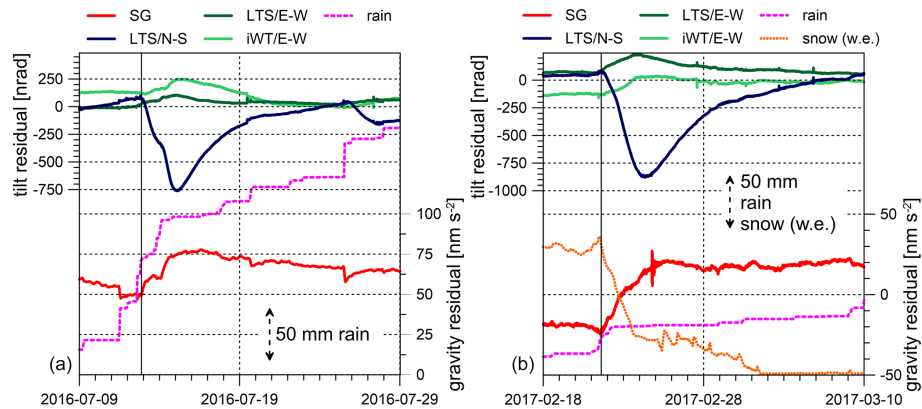 SG LTS/E-W rain
LTS/N-S iWT/E-W
tilt residual [nrad]
250
0
-250
-500
-750
100
75
50
25
0
gravity residual [nm s-2]
50 mm rain
(a)
2016-07-09 2016-07-19 2016-07-29
SG LTS/E-W rain
LTS/N-S iWT/E-W snow (w.e.)
tilt residual [nrad]
0
-250
-500
-750
-1000
50 mm
rain
snow (w.e.)
50
0
-50
gravity residual [nm s-2]
(b)
2017-02-18 2017-02-28 2017-03-10